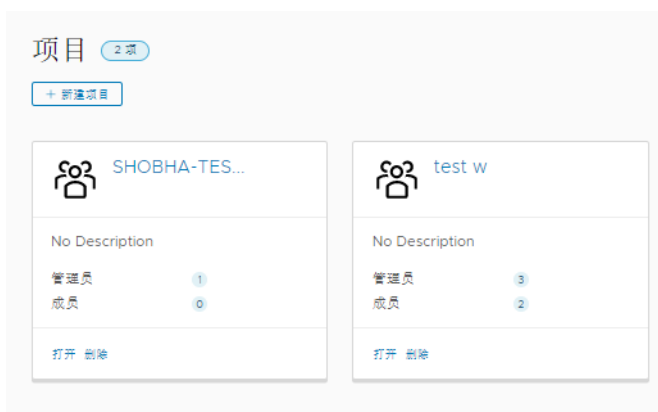 项目 2 项
+ 新建项目
SHOBHA-TES...
No Description
管理员 1
成员 0
打开 删除
test w
No Description
管理员 3
成员 2
打开 删除